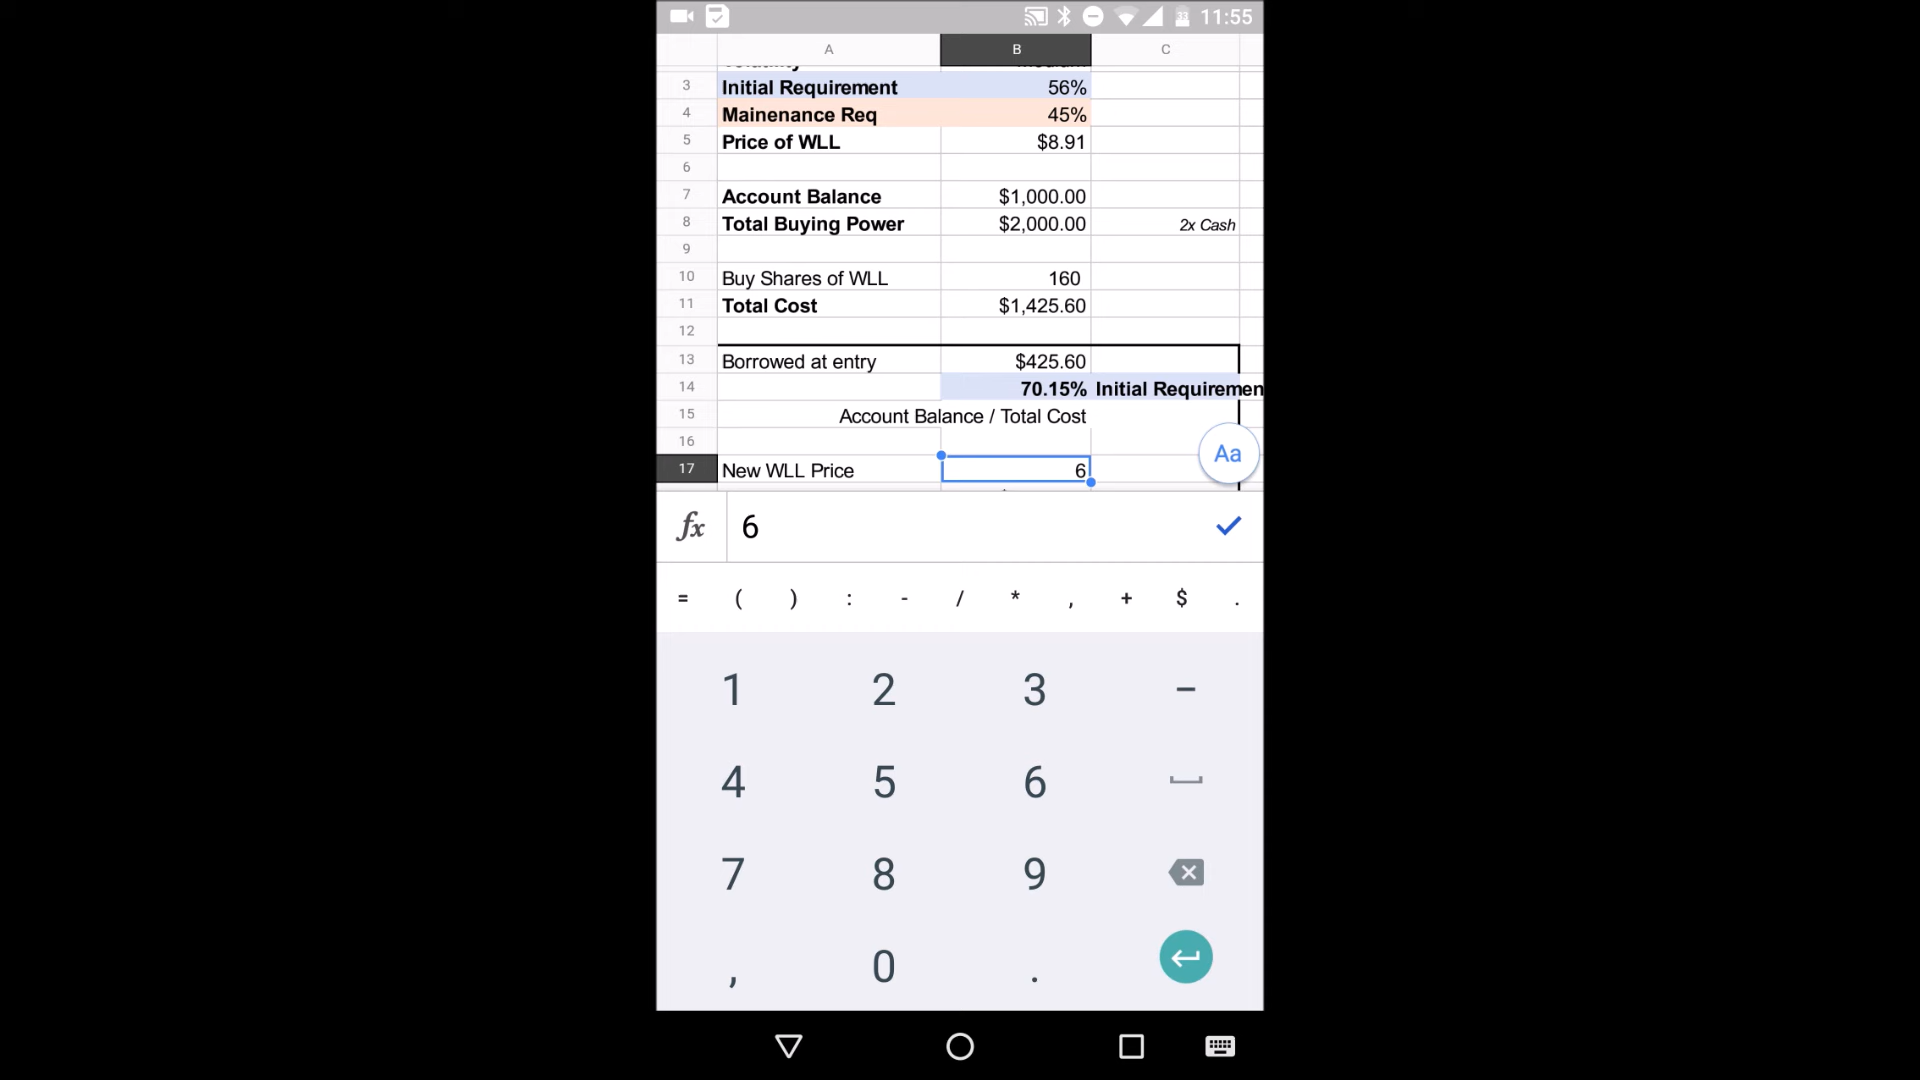 11:55
A B C
3 Initial Requirement 56%
4 Mainenance Req 45%
5 Price of WLL $8.91
6
7 Account Balance $1,000.00
8 Total Buying Power $2,000.00 2x Cash
9
10 Buy Shares of WLL 160
11 Total Cost $1,425.60
12
13 Borrowed at entry $425.60
14 70.15% Initial Requiremen
15 Account Balance / Total Cost
16
17 New WLL Price 6
Aa
fx 6
= ( ) : - / * , + $ .
1 2 3 -
4 5 6
7 8 9
, 0 .